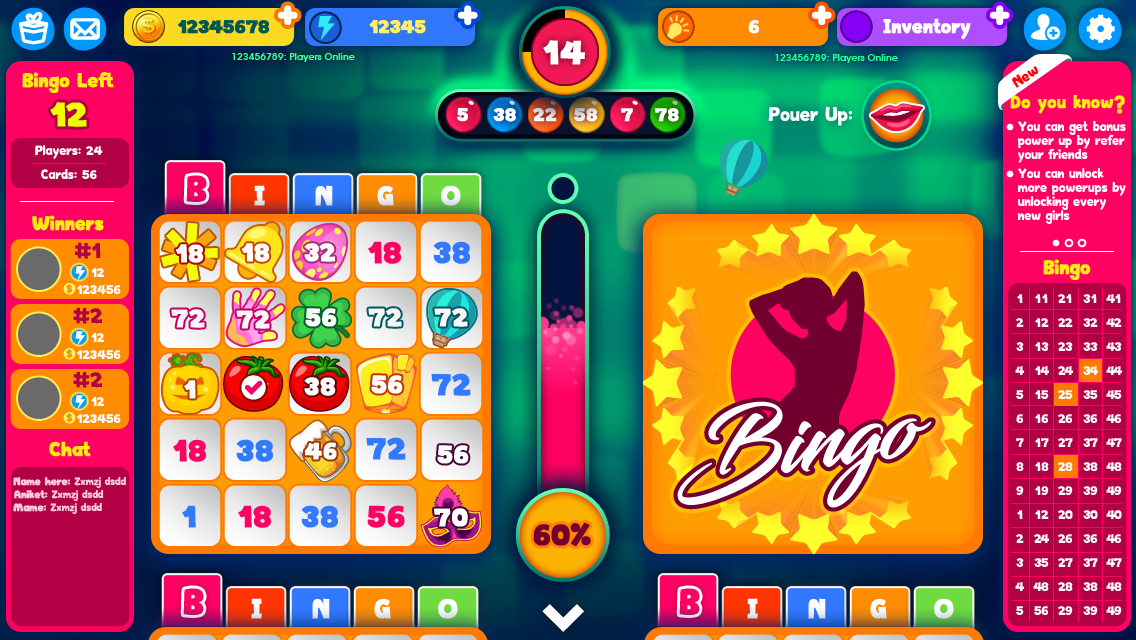 12345678
12345
6
Inventory
123456789: Players Online
123456789: Players Online
14
5 38 22 58 7 78
Pouer Up:
Bingo Left
12
Players: 24
Cards: 56
Winners
#1
12
123456
#2
12
123456
#2
12
123456
Chat
Name here: Zxmzj dsdd
Aniket: Zxmzj dsdd
Mame: Zxmzj dsdd
B I N G O
18 18 32 18 38
72 72 56 72 72
1 38 56 72
18 38 46 72 56
1 18 38 56 70
60%
Bingo
B I N G O
B I N G O
New
Do you know?
You can get bonus
power up by refer
your friends
You can unlock
more powerups by
unlocking every
new girls
Bingo
1 11 21 31 41
2 12 22 32 42
3 13 23 33 43
4 14 24 34 44
5 15 25 35 45
6 16 26 36 46
7 17 27 37 47
8 18 28 38 48
9 19 29 39 49
1 12 20 30 40
2 24 26 36 46
3 35 27 37 47
4 48 28 38 48
5 56 29 39 49